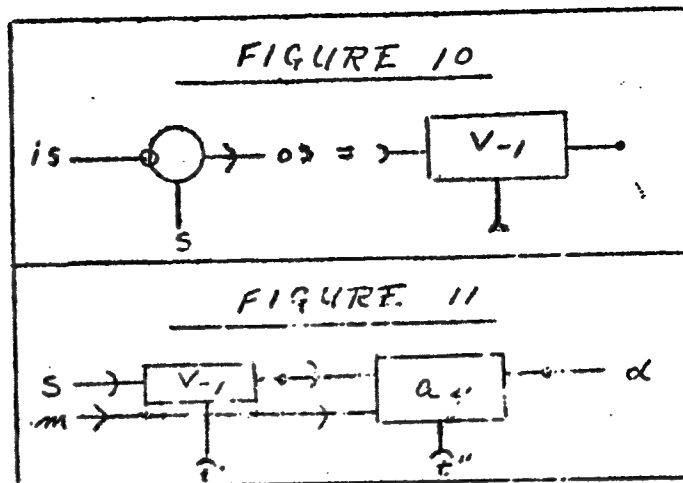 FIGURE 10
is os = V-1
s
FIGURE. 11
S V-1 a α
m
t' t"